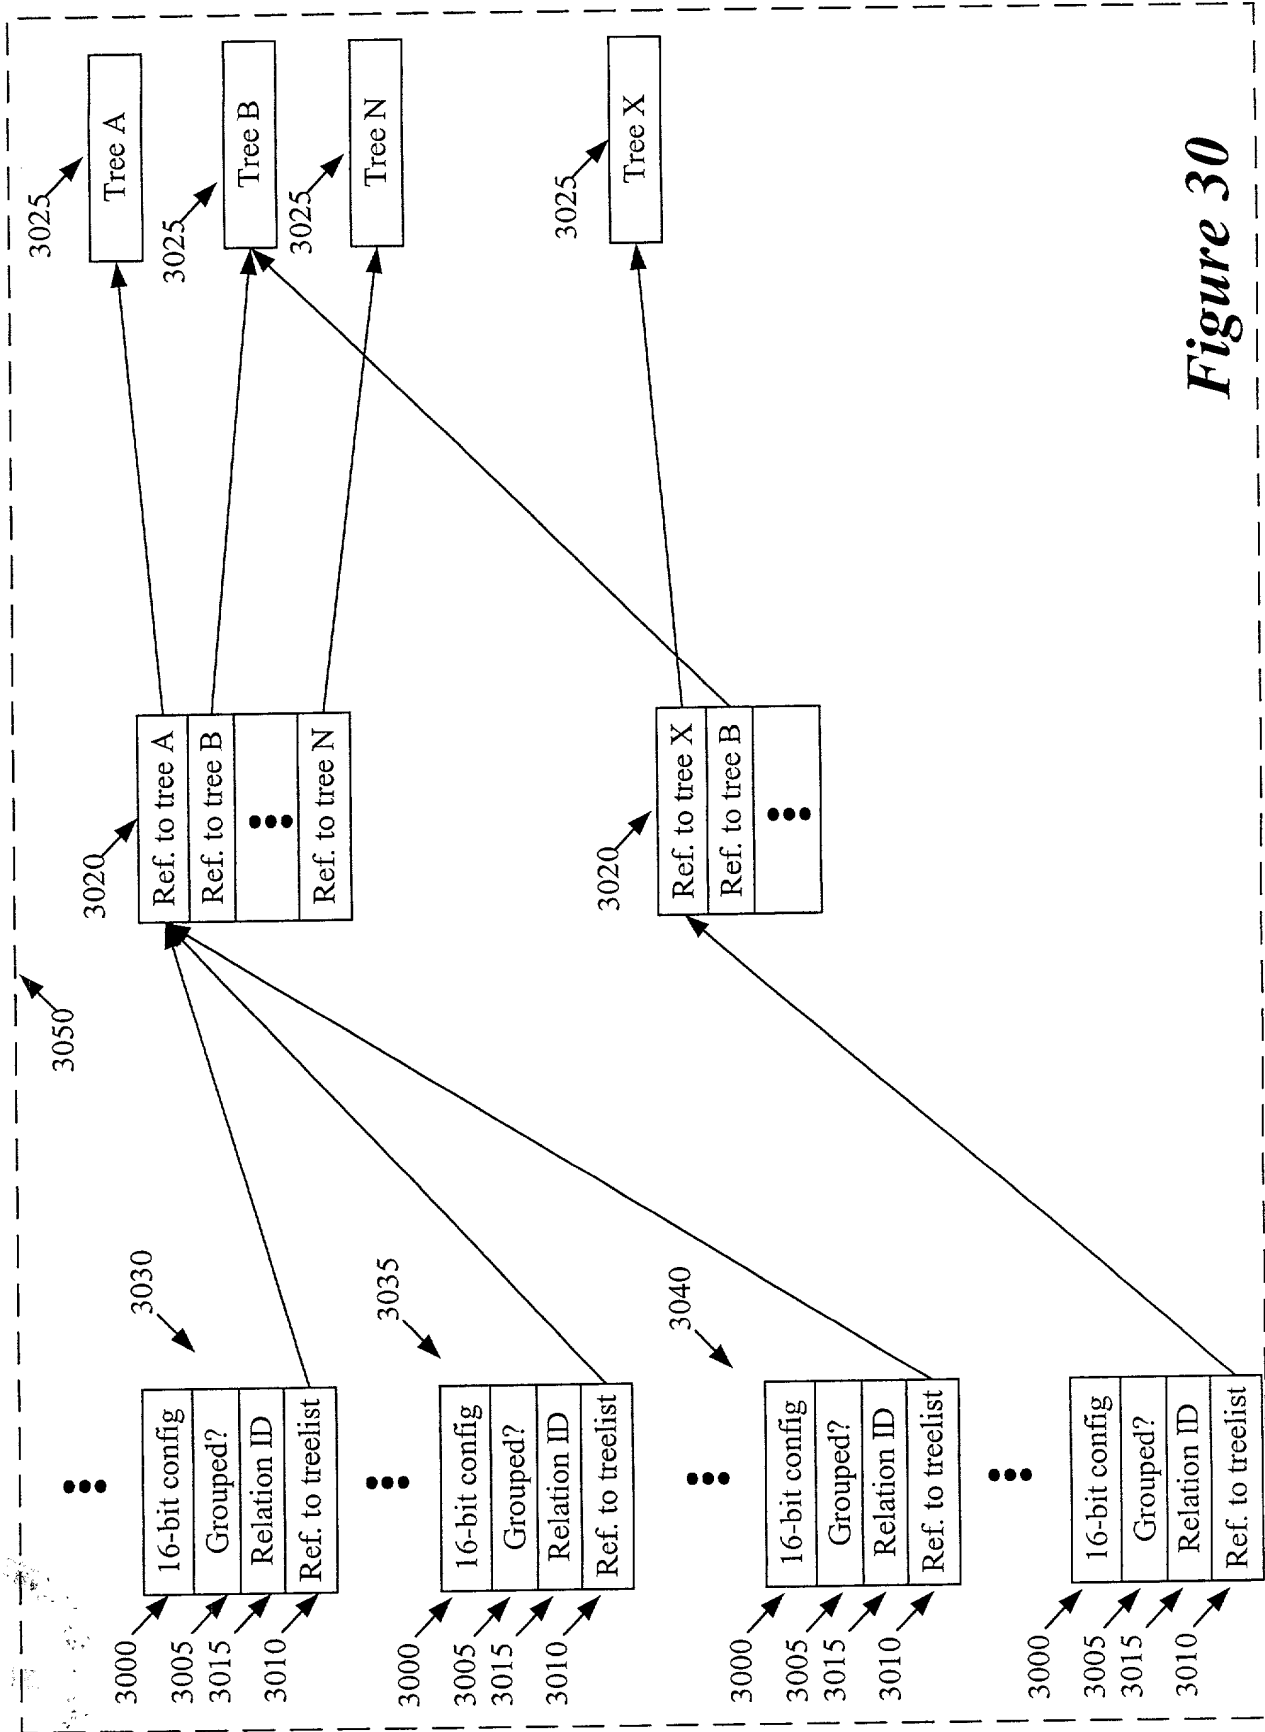 3050
3000
3005
3015
3010
16-bit config
Grouped?
Relation ID
Ref. to treelist
3030
3000
3005
3015
3010
16-bit config
Grouped?
Relation ID
Ref. to treelist
3035
3000
3005
3015
3010
16-bit config
Grouped?
Relation ID
Ref. to treelist
3040
3000
3005
3015
3010
16-bit config
Grouped?
Relation ID
Ref. to treelist
3020
Ref. to tree A
Ref. to tree B
Ref. to tree N
3020
Ref. to tree X
Ref. to tree B
3025
Tree A
3025
Tree B
3025
Tree N
3025
Tree X
Figure 30